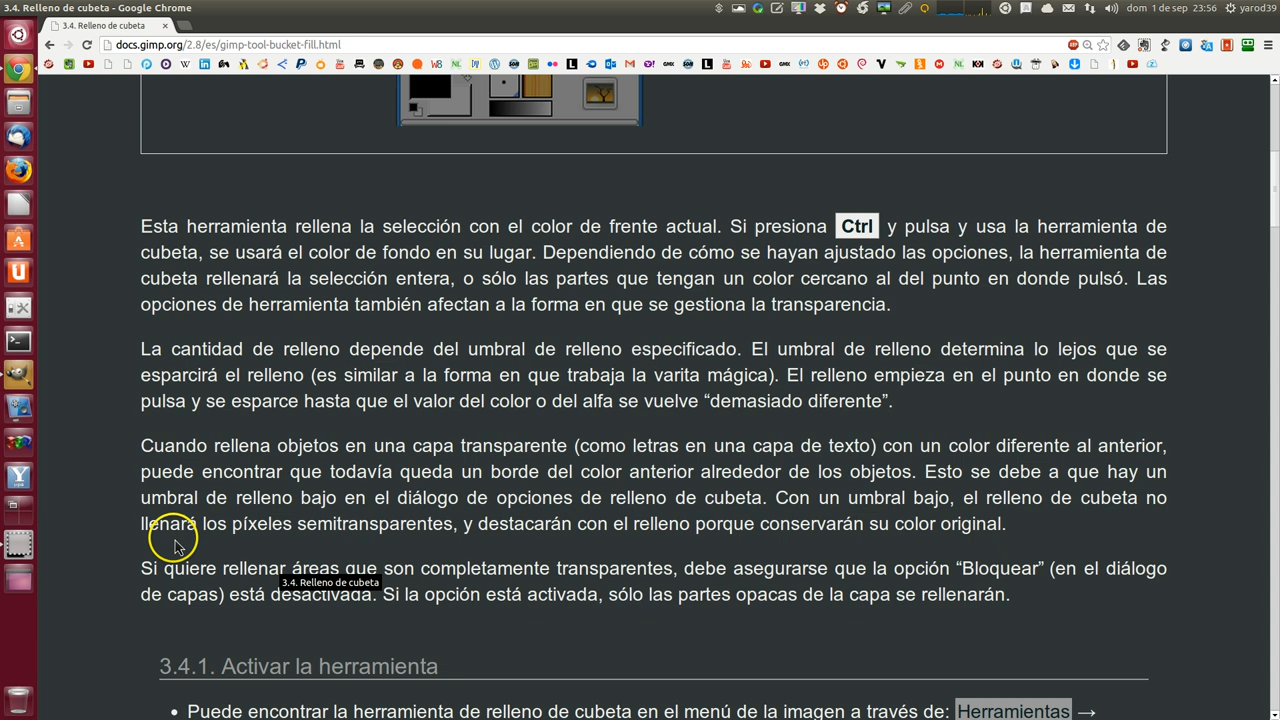 3.4. Relleno de cubeta - Google Chrome
dom 1 de sep 23:56 yarod39
3.4. Relleno de cubeta
docs.gimp.org/2.8/es/gimp-tool-bucket-fill.html
Esta herramienta rellena la selección con el color de frente actual. Si presiona Ctrl y pulsa y usa la herramienta de
cubeta, se usará el color de fondo en su lugar. Dependiendo de cómo se hayan ajustado las opciones, la herramienta de
cubeta rellenará la selección entera, o sólo las partes que tengan un color cercano al del punto en donde pulsó. Las
opciones de herramienta también afectan a la forma en que se gestiona la transparencia.
La cantidad de relleno depende del umbral de relleno especificado. El umbral de relleno determina lo lejos que se
esparcirá el relleno (es similar a la forma en que trabaja la varita mágica). El relleno empieza en el punto en donde se
pulsa y se esparce hasta que el valor del color o del alfa se vuelve “demasiado diferente”.
Cuando rellena objetos en una capa transparente (como letras en una capa de texto) con un color diferente al anterior,
puede encontrar que todavía queda un borde del color anterior alrededor de los objetos. Esto se debe a que hay un
umbral de relleno bajo en el diálogo de opciones de relleno de cubeta. Con un umbral bajo, el relleno de cubeta no
llenará los píxeles semitransparentes, y destacarán con el relleno porque conservarán su color original.
Si quiere rellenar áreas que son completamente transparentes, debe asegurarse que la opción “Bloquear” (en el diálogo
3.4. Relleno de cubeta
de capas) está desactivada. Si la opción está activada, sólo las partes opacas de la capa se rellenarán.
3.4.1. Activar la herramienta
• Puede encontrar la herramienta de relleno de cubeta en el menú de la imagen a través de: Herramientas →